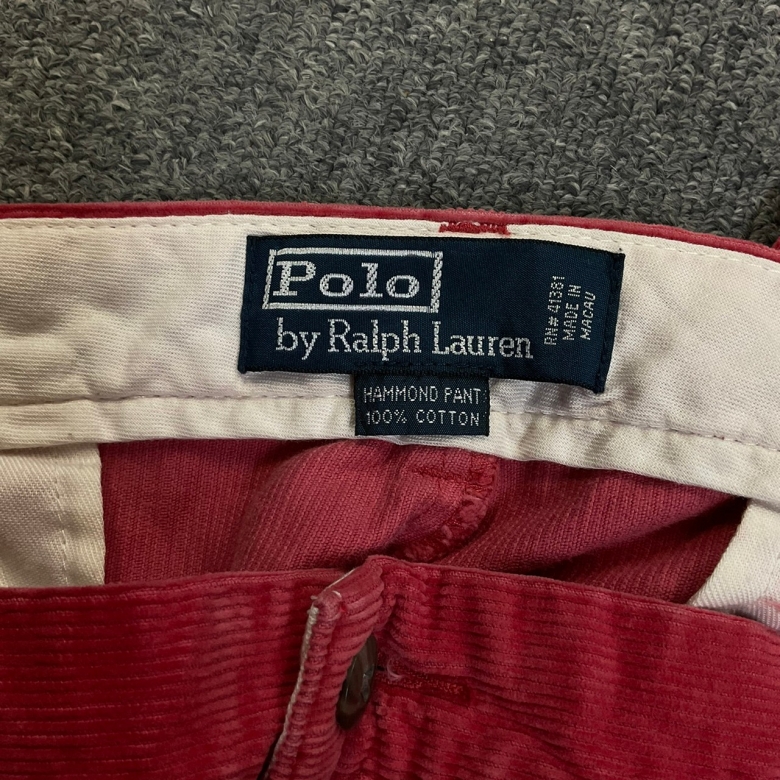 Polo
by Ralph Lauren
RN# 41381
MADE IN
MACAU
HAMMOND PANT
100% COTTON